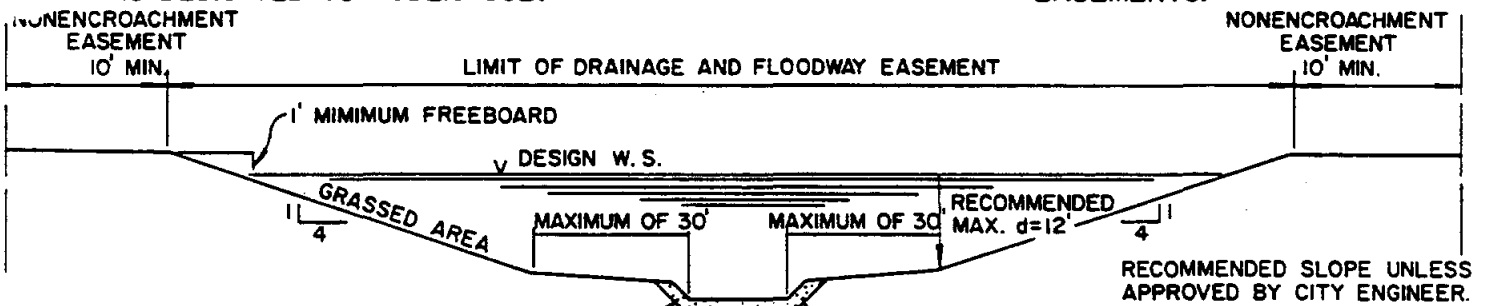 NONENCROACHMENT
EASEMENT
10' MIN.
LIMIT OF DRAINAGE AND FLOODWAY EASEMENT
NONENCROACHMENT
EASEMENT
10' MIN.
1' MIMIMUM FREEBOARD
DESIGN W. S.
GRASSED AREA
1
4
MAXIMUM OF 30'
MAXIMUM OF 30'
RECOMMENDED
MAX. d=12'
1
4
RECOMMENDED SLOPE UNLESS
APPROVED BY CITY ENGINEER.